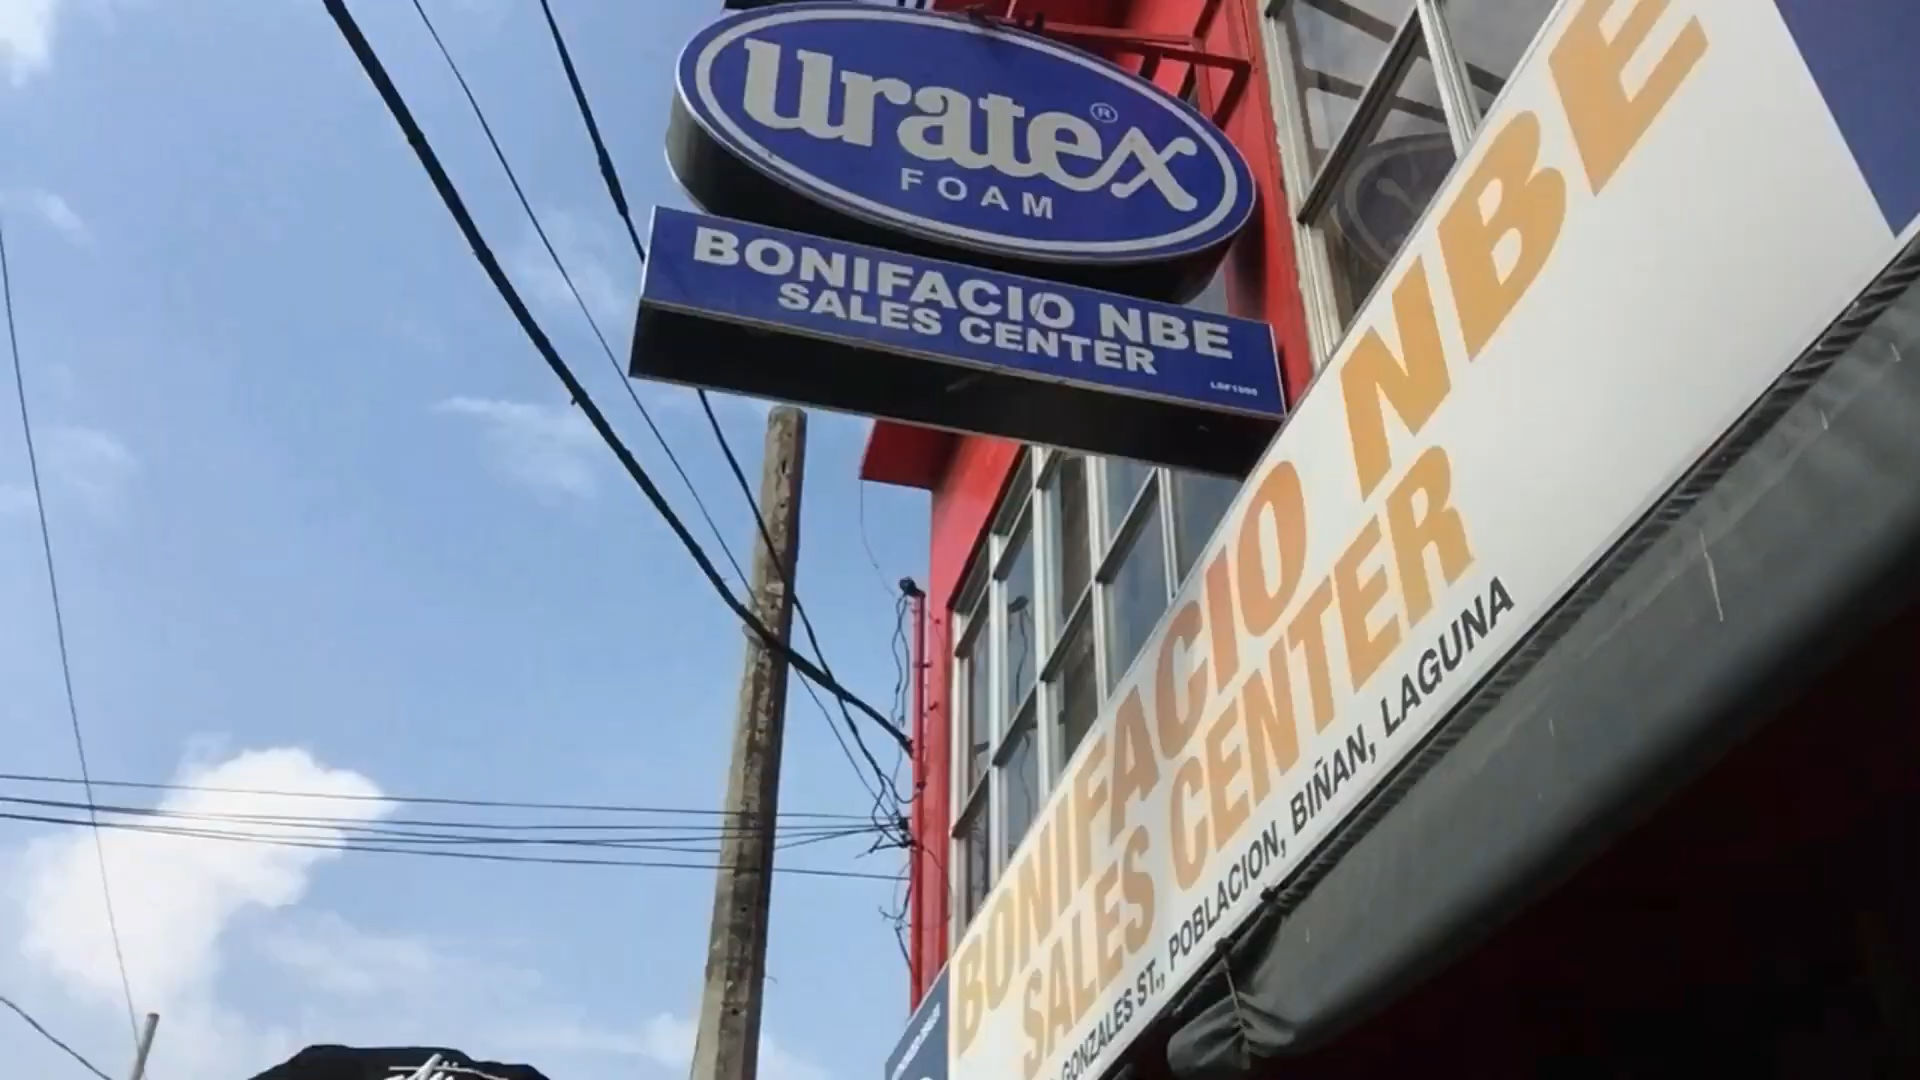 uratex®
FOAM
BONIFACIO NBE
SALES CENTER
BONIFACIO NBE
SALES CENTER
GONZALES ST., POBLACION, BIÑAN, LAGUNA